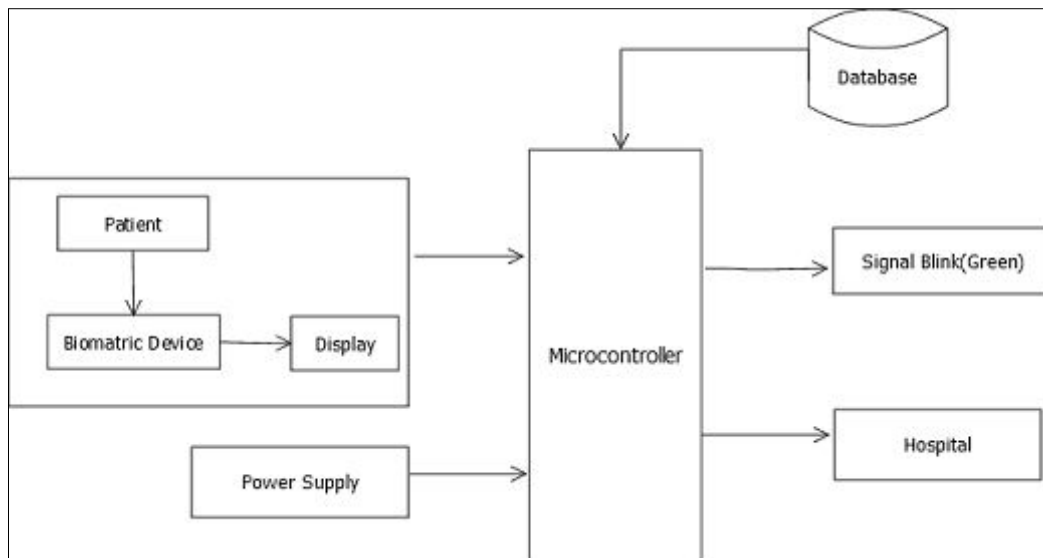 Database
Patient
Signal Blink(Green)
Biomatric Device
Display
Microcontroller
Hospital
Power Supply